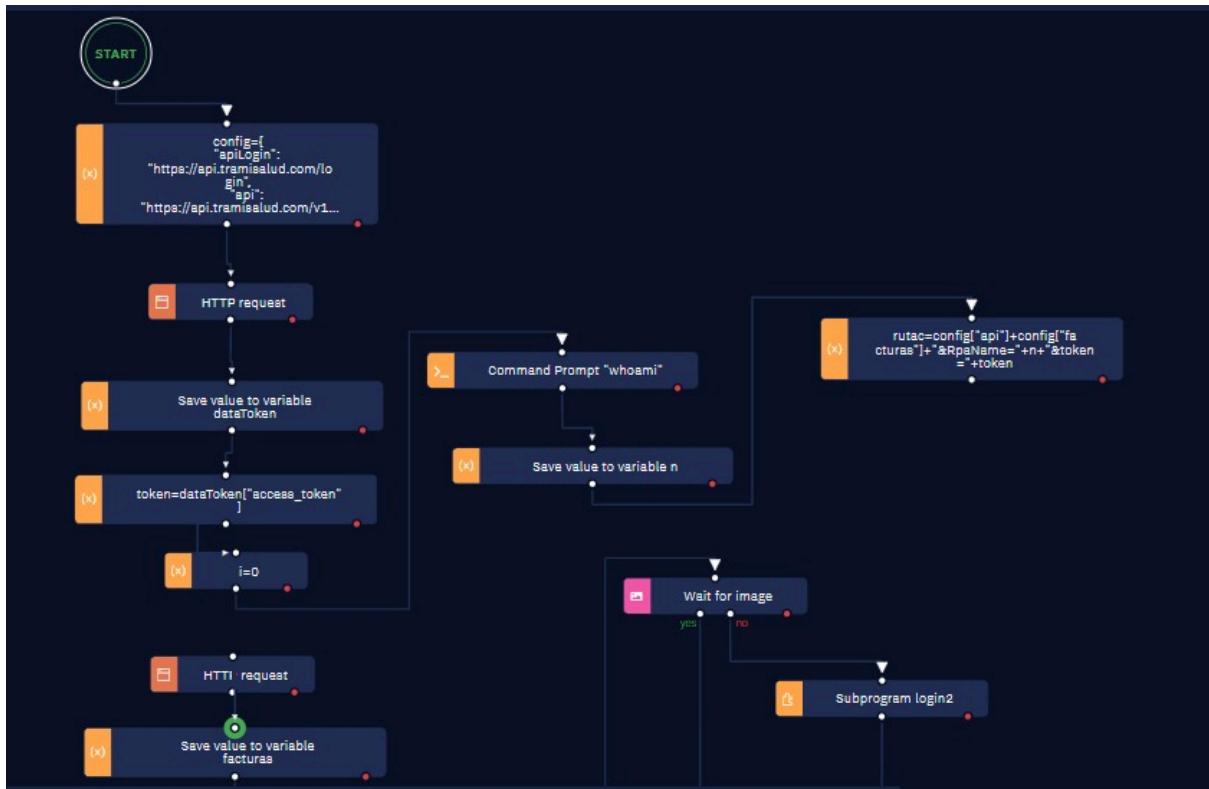 START
config={
"apiLogin":
"https://api.tramisalud.com/lo
gin",
"api":
"https://api.tramisalud.com/v1...
HTTP request
Save value to variable
dataToken
token=dataToken["access_token"
]
i=0
Command Prompt "whoami"
Save value to variable n
rutac=config["api"]+config["fa
cturas"]+"&RpaName="+n+"&token
="+token
Wait for image
yes
no
Subprogram login2
HTTP request
Save value to variable
facturas